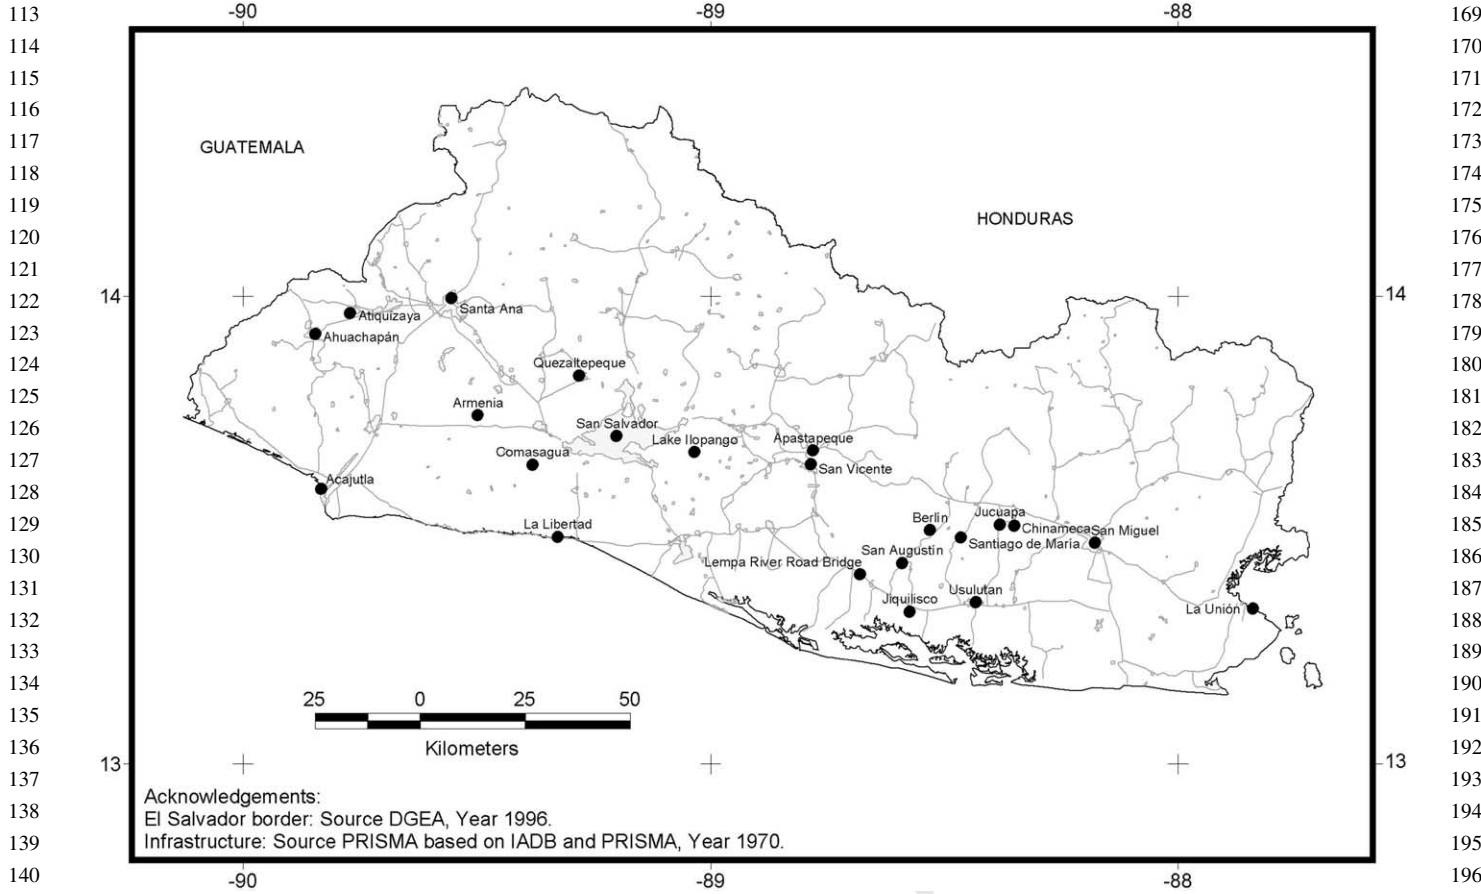 -90 -89 -88
113 169
114 170
115 171
116 172
117 173
GUATEMALA
118 174
119 175
HONDURAS
120 176
121 177
122 178
14 14
Santa Ana
Atiquizaya
123 179
Ahuachapán
124 180
Quezaltepeque
125 181
Armenia
126 182
San Salvador
Lake Ilopango
Apastapeque
127 183
Comasagua
San Vicente
128 184
Acajutla
129 185
La Libertad
Berlín
Jucuapa
Chinameca
San Miguel
130 186
Santiago de María
San Augustín
Lempa River Road Bridge
131 187
Jiquilisco
Usulutan
La Unión
132 188
133 189
134 190
25 0 25 50
135 191
136 192
Kilometers
13 13
137 193
Acknowledgements:
138 194
El Salvador border: Source DGEA, Year 1996.
139 195
Infrastructure: Source PRISMA based on IADB and PRISMA, Year 1970.
140 196
-90 -89 -88